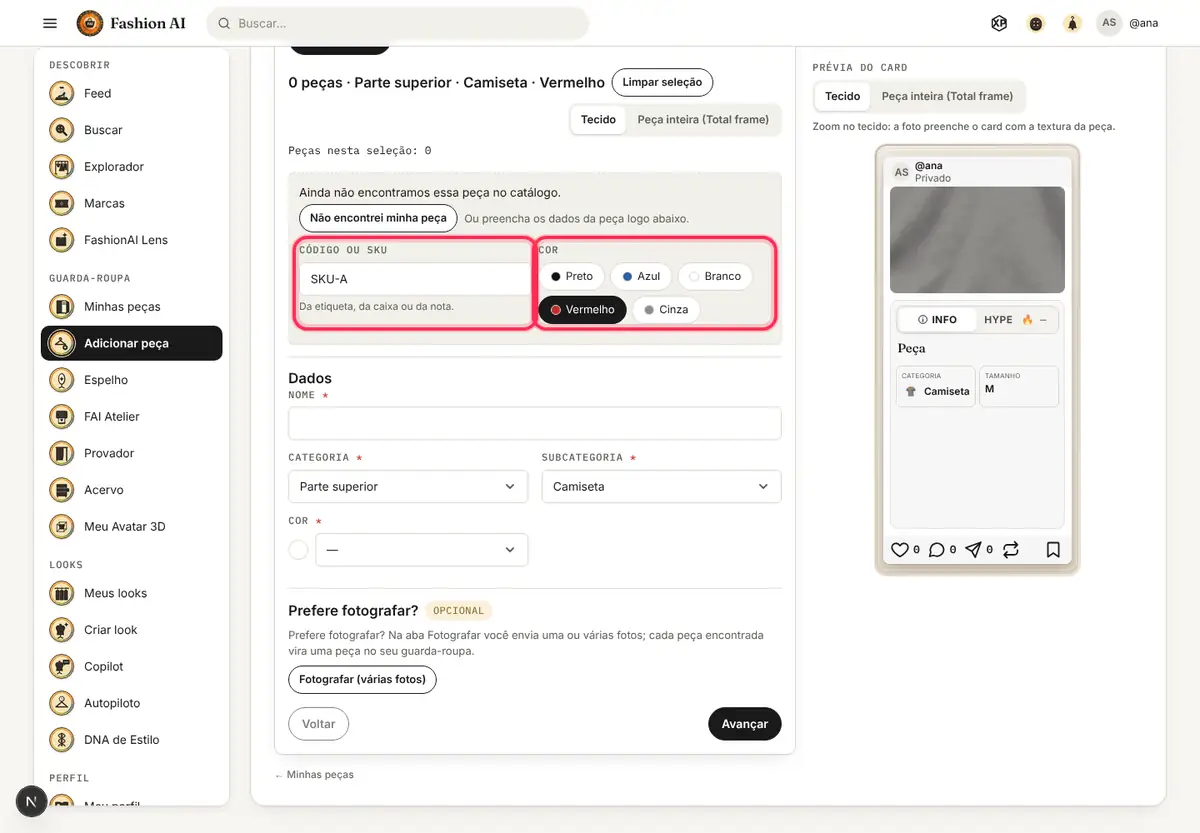 Fashion AI
Buscar...
XP
AS
@ana
DESCOBRIR
Feed
Buscar
Explorador
Marcas
FashionAI Lens
GUARDA-ROUPA
Minhas peças
Adicionar peça
Espelho
FAI Atelier
Provador
Acervo
Meu Avatar 3D
LOOKS
Meus looks
Criar look
Copilot
Autopiloto
DNA de Estilo
PERFIL
Meu perfil
N
0 peças · Parte superior · Camiseta · Vermelho
Limpar seleção
Tecido
Peça inteira (Total frame)
Peças nesta seleção: 0
Ainda não encontramos essa peça no catálogo.
Não encontrei minha peça
Ou preencha os dados da peça logo abaixo.
CÓDIGO OU SKU
SKU-A
Da etiqueta, da caixa ou da nota.
COR
Preto
Azul
Branco
Vermelho
Cinza
Dados
NOME *
CATEGORIA *
Parte superior
SUBCATEGORIA *
Camiseta
COR *
—
Prefere fotografar?
OPCIONAL
Prefere fotografar? Na aba Fotografar você envia uma ou várias fotos; cada peça encontrada
vira uma peça no seu guarda-roupa.
Fotografar (várias fotos)
Voltar
Avançar
← Minhas peças
PRÉVIA DO CARD
Tecido
Peça inteira (Total frame)
Zoom no tecido: a foto preenche o card com a textura da peça.
AS
@ana
Privado
INFO
HYPE 🔥 —
Peça
CATEGORIA
Camiseta
TAMANHO
M
0
0
0